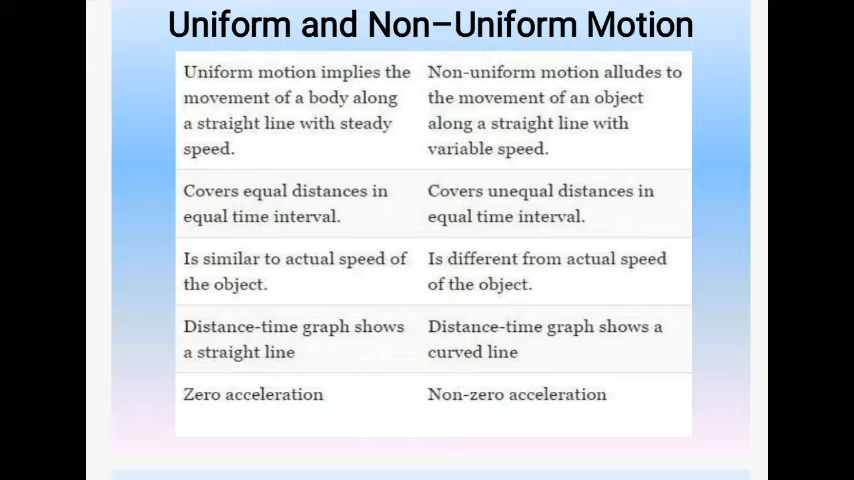 Uniform and Non-Uniform Motion
Uniform motion implies the
movement of a body along
a straight line with steady
speed.
Non-uniform motion alludes to
the movement of an object
along a straight line with
variable speed.
Covers equal distances in
equal time interval.
Covers unequal distances in
equal time interval.
Is similar to actual speed of
the object.
Is different from actual speed
of the object.
Distance-time graph shows
a straight line
Distance-time graph shows a
curved line
Zero acceleration
Non-zero acceleration